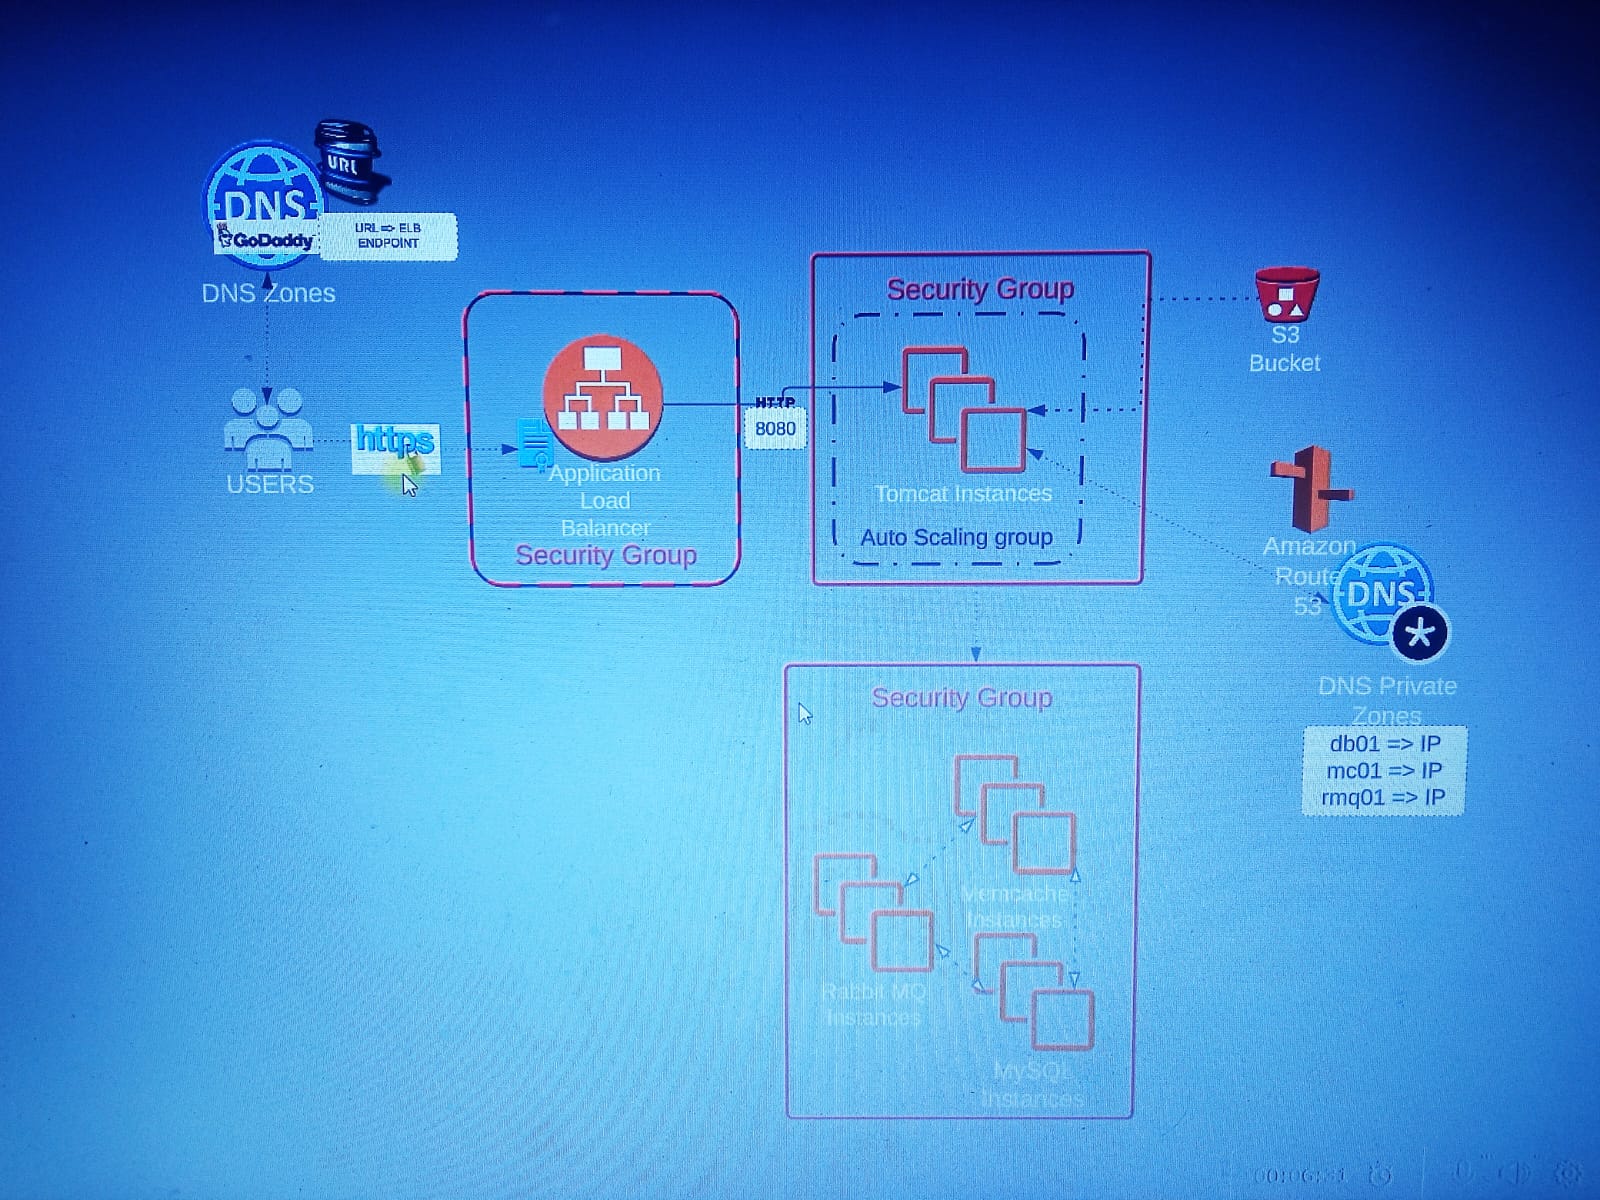 URL
DNS
GoDaddy
URL => ELB
ENDPOINT
DNS Zones
USERS
https
Application
Load
Balancer
Security Group
HTTP
8080
Security Group
Tomcat Instances
Auto Scaling group
S3
Bucket
Amazon
Route
53
DNS
DNS Private
Zones
db01 => IP
mc01 => IP
rmq01 => IP
Security Group
Memcache
Instances
Rabbit MQ
Instances
MySQL
Instances